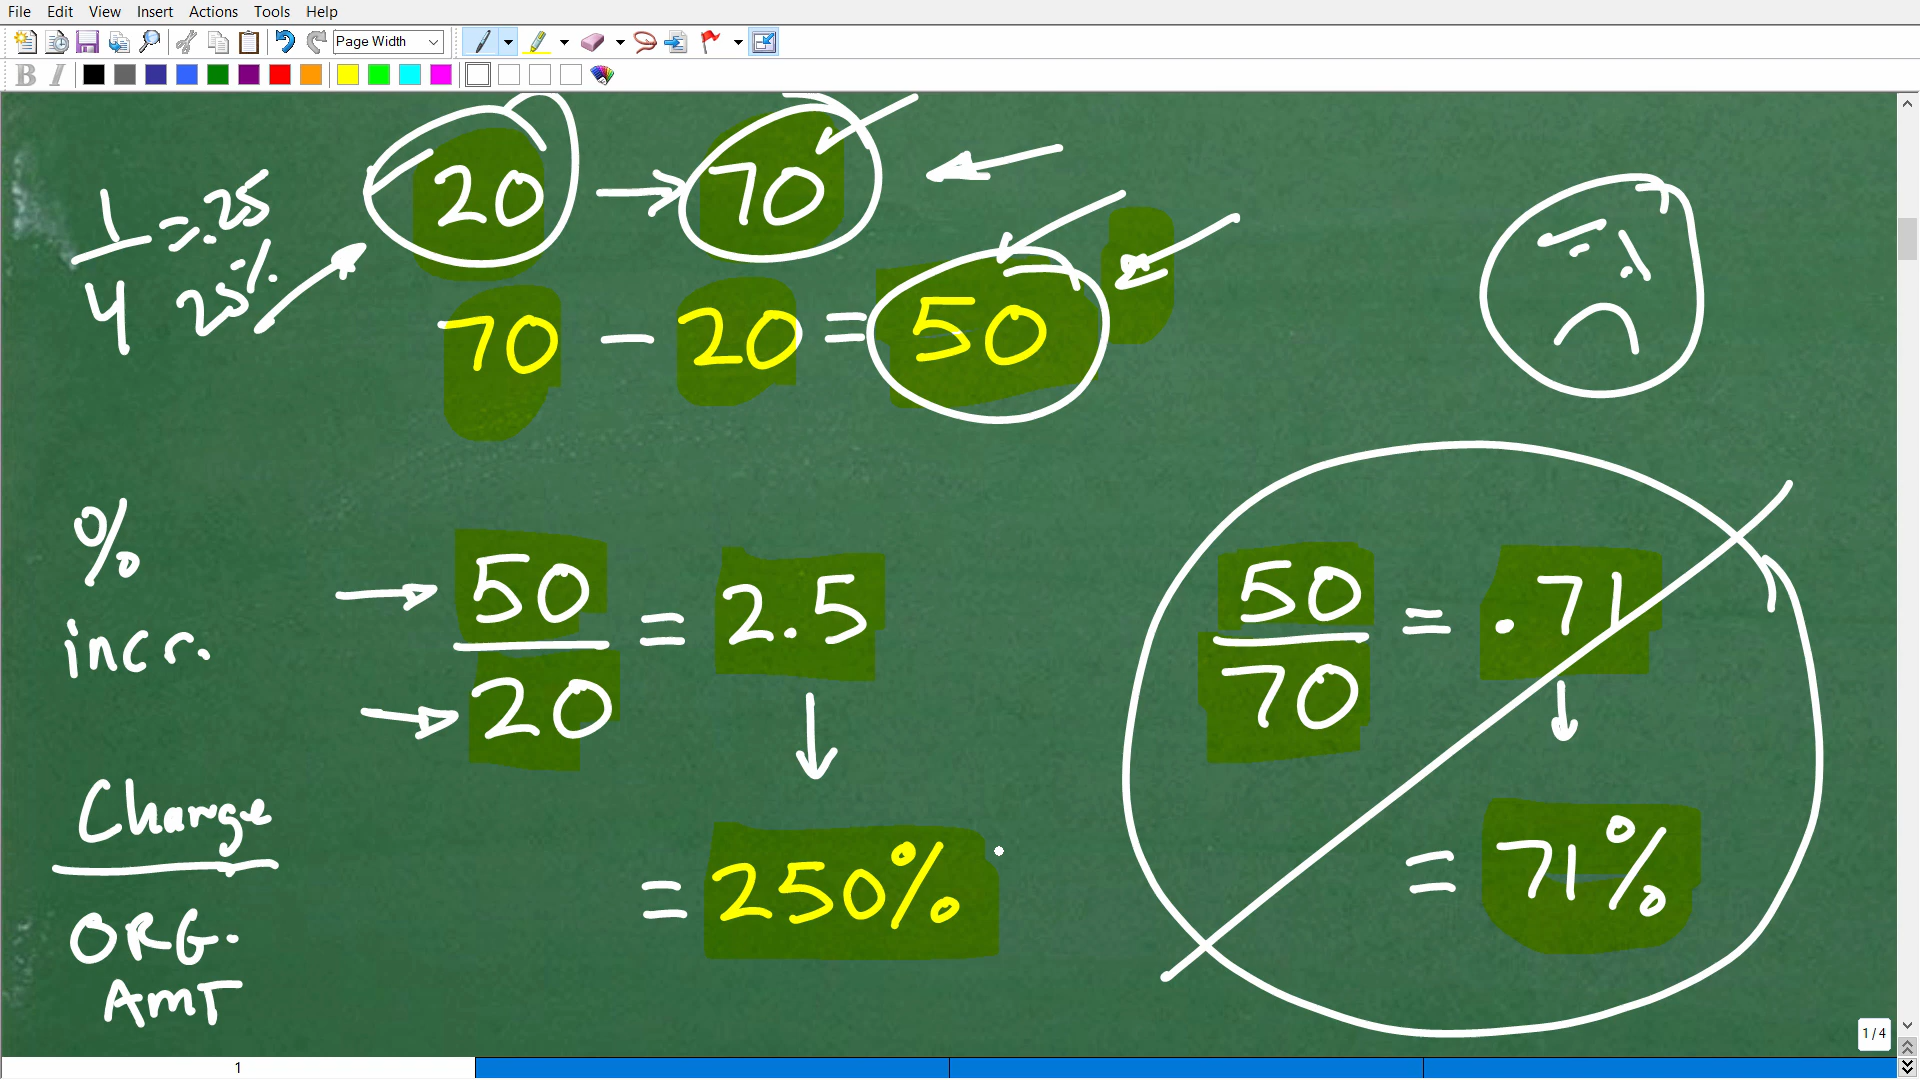 File Edit View Insert Actions Tools Help
Page Width
B I
20 → 70
1/4 = .25
25%
70 - 20 = 50
%
incr.
50/20 = 2.5
= 250%
50/70 = .71
= 71%
Change
ORG.
AMT
1 / 4
1